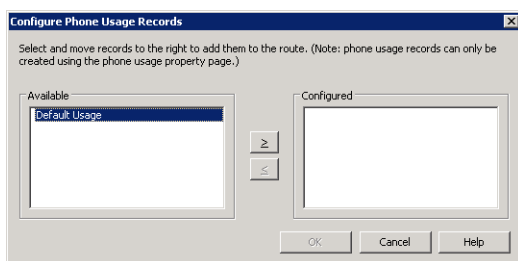 Configure Phone Usage Records
Select and move records to the right to add them to the route. (Note: phone usage records can only be
created using the phone usage property page.)
Available
Configured
Default Usage
≥
≤
OK
Cancel
Help